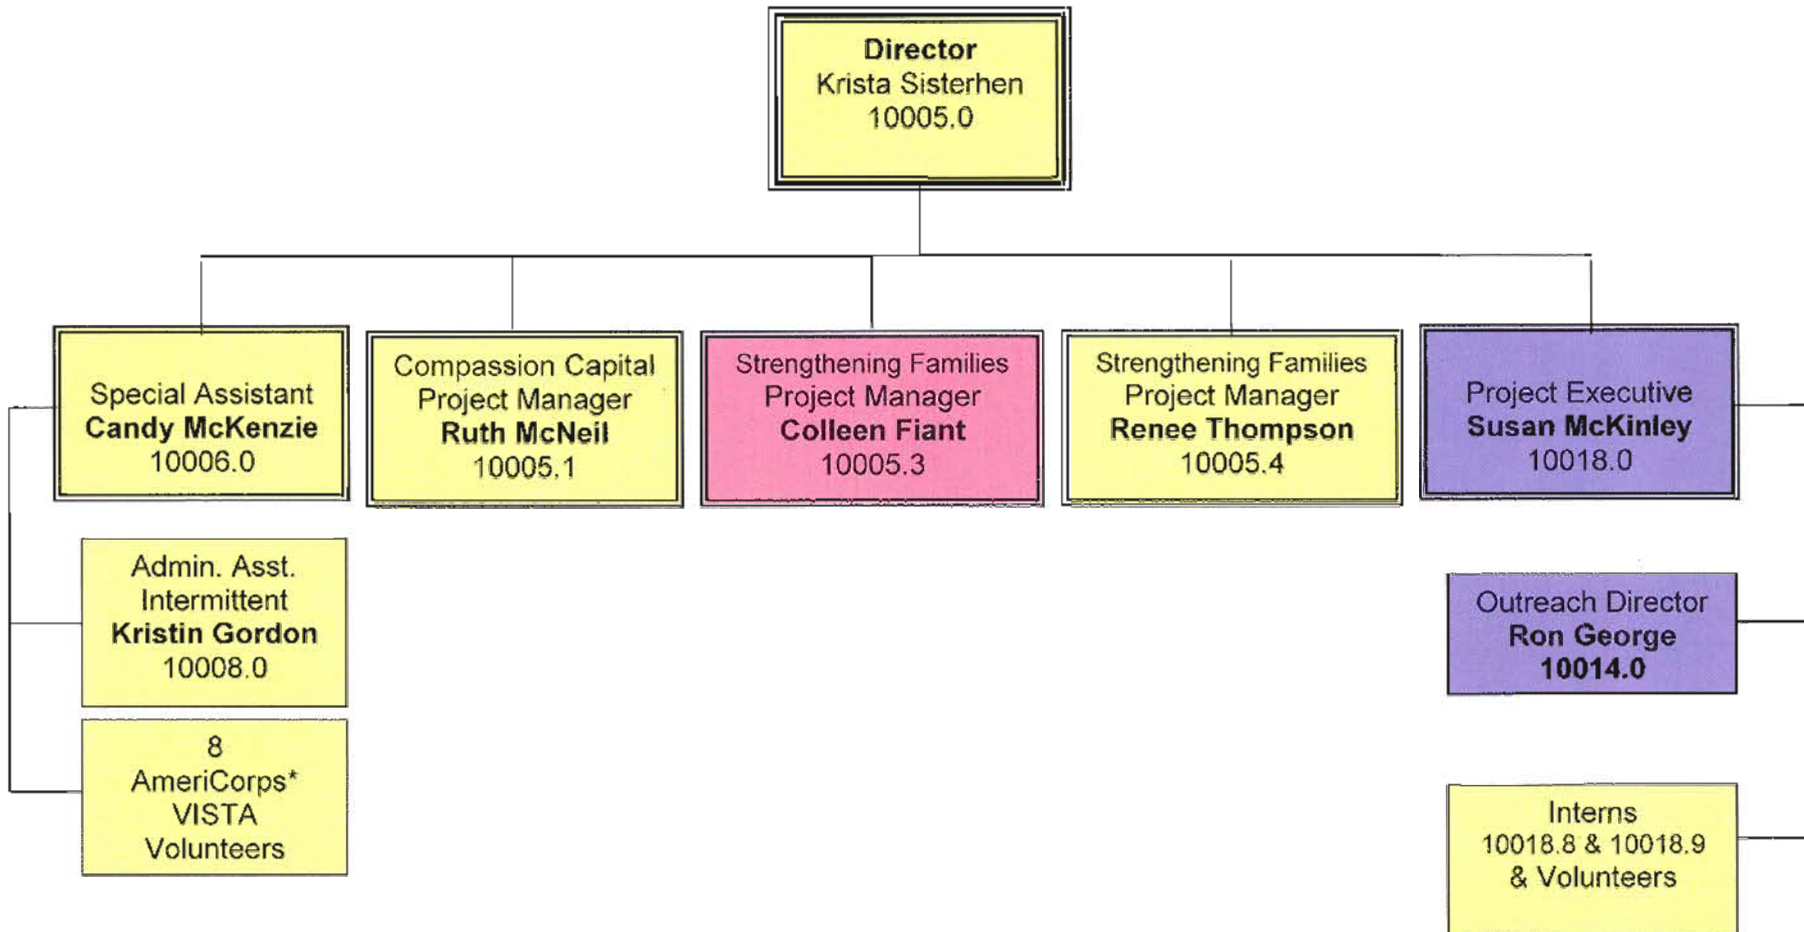 Director
Krista Sisterhen
10005.0
Special Assistant
Candy McKenzie
10006.0
Compassion Capital
Project Manager
Ruth McNeil
10005.1
Strengthening Families
Project Manager
Colleen Fiant
10005.3
Strengthening Families
Project Manager
Renee Thompson
10005.4
Project Executive
Susan McKinley
10018.0
Admin. Asst.
Intermittent
Kristin Gordon
10008.0
Outreach Director
Ron George
10014.0
8
AmeriCorps*
VISTA
Volunteers
Interns
10018.8 & 10018.9
& Volunteers